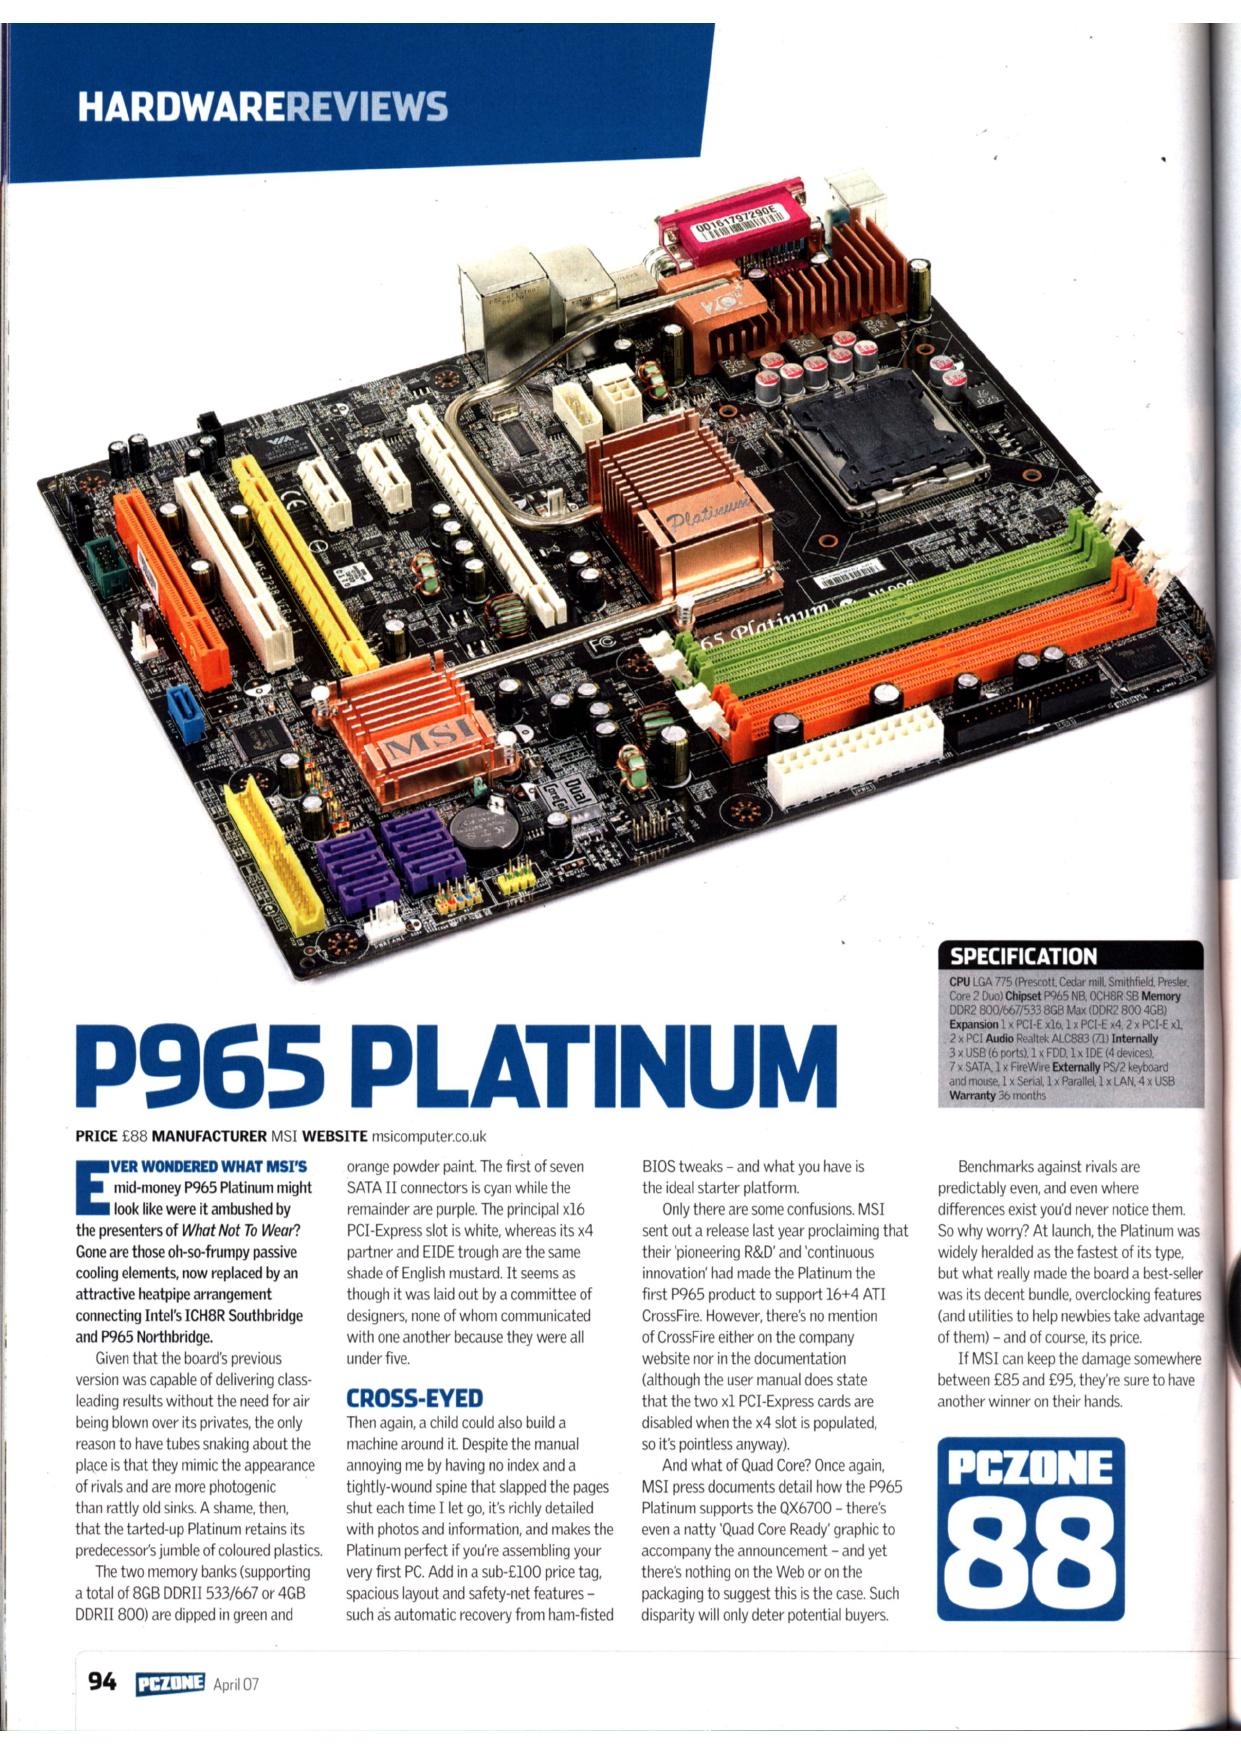 HARDWAREREVIEWS
00161797290E
VIA
Platinum
65 Platinum
FC
MSI
Dual
CoreCell
SPECIFICATION
CPU LGA 775 (Prescott, Cedar mill, Smithfield, Presler,
Core 2 Duo) Chipset P965 NB, OCH8R SB Memory
DDR2 800/667/533 8GB Max (DDR2 800 4GB)
Expansion 1 x PCI-E x16, 1 x PCI-E x4, 2 x PCI-E x1,
2 x PCI Audio Realtek ALC883 (7.1) Internally
3 x USB (6 ports), 1 x FDD, 1 x IDE (4 devices),
7 x SATA, 1 x FireWire Externally PS/2 keyboard
and mouse, 1 x Serial, 1 x Parallel, 1 x LAN, 4 x USB
Warranty 36 months
P965 PLATINUM
PRICE £88 MANUFACTURER MSI WEBSITE msicomputer.co.uk
EVER WONDERED WHAT MSI'S
mid-money P965 Platinum might
look like were it ambushed by
the presenters of What Not To Wear?
Gone are those oh-so-frumpy passive
cooling elements, now replaced by an
attractive heatpipe arrangement
connecting Intel's ICH8R Southbridge
and P965 Northbridge.
Given that the board's previous
version was capable of delivering class-
leading results without the need for air
being blown over its privates, the only
reason to have tubes snaking about the
place is that they mimic the appearance
of rivals and are more photogenic
than rattly old sinks. A shame, then,
that the tarted-up Platinum retains its
predecessor's jumble of coloured plastics.
The two memory banks (supporting
a total of 8GB DDRII 533/667 or 4GB
DDRII 800) are dipped in green and
orange powder paint. The first of seven
SATA II connectors is cyan while the
remainder are purple. The principal x16
PCI-Express slot is white, whereas its x4
partner and EIDE trough are the same
shade of English mustard. It seems as
though it was laid out by a committee of
designers, none of whom communicated
with one another because they were all
under five.
CROSS-EYED
Then again, a child could also build a
machine around it. Despite the manual
annoying me by having no index and a
tightly-wound spine that slapped the pages
shut each time I let go, it's richly detailed
with photos and information, and makes the
Platinum perfect if you're assembling your
very first PC. Add in a sub-£100 price tag,
spacious layout and safety-net features –
such as automatic recovery from ham-fisted
BIOS tweaks – and what you have is
the ideal starter platform.
Only there are some confusions. MSI
sent out a release last year proclaiming that
their 'pioneering R&D' and 'continuous
innovation' had made the Platinum the
first P965 product to support 16+4 ATI
CrossFire. However, there's no mention
of CrossFire either on the company
website nor in the documentation
(although the user manual does state
that the two x1 PCI-Express cards are
disabled when the x4 slot is populated,
so it's pointless anyway).
And what of Quad Core? Once again,
MSI press documents detail how the P965
Platinum supports the QX6700 – there's
even a natty 'Quad Core Ready' graphic to
accompany the announcement – and yet
there's nothing on the Web or on the
packaging to suggest this is the case. Such
disparity will only deter potential buyers.
Benchmarks against rivals are
predictably even, and even where
differences exist you'd never notice them.
So why worry? At launch, the Platinum was
widely heralded as the fastest of its type,
but what really made the board a best-seller
was its decent bundle, overclocking features
(and utilities to help newbies take advantage
of them) – and of course, its price.
If MSI can keep the damage somewhere
between £85 and £95, they're sure to have
another winner on their hands.
PCZONE
88
94 PCZONE April 07